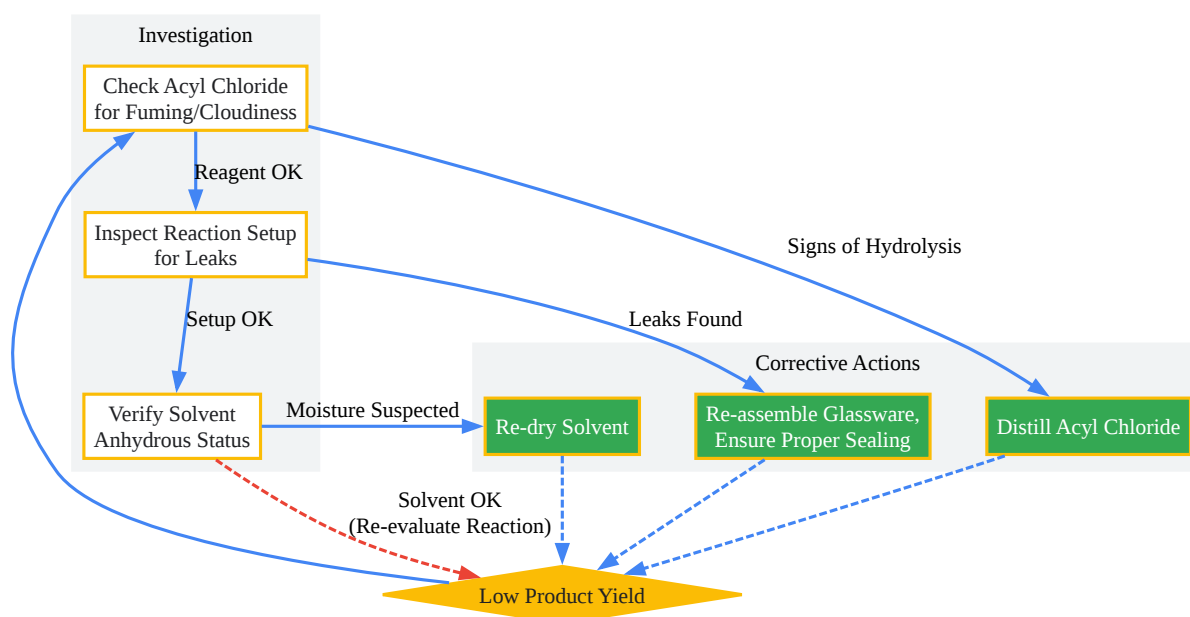 Investigation
Check Acyl Chloride
for Fuming/Cloudiness
Reagent OK
Inspect Reaction Setup
for Leaks
Signs of Hydrolysis
Setup OK
Leaks Found
Corrective Actions
Verify Solvent
Anhydrous Status
Moisture Suspected
Re-dry Solvent
Re-assemble Glassware,
Ensure Proper Sealing
Distill Acyl Chloride
Solvent OK
(Re-evaluate Reaction)
Low Product Yield